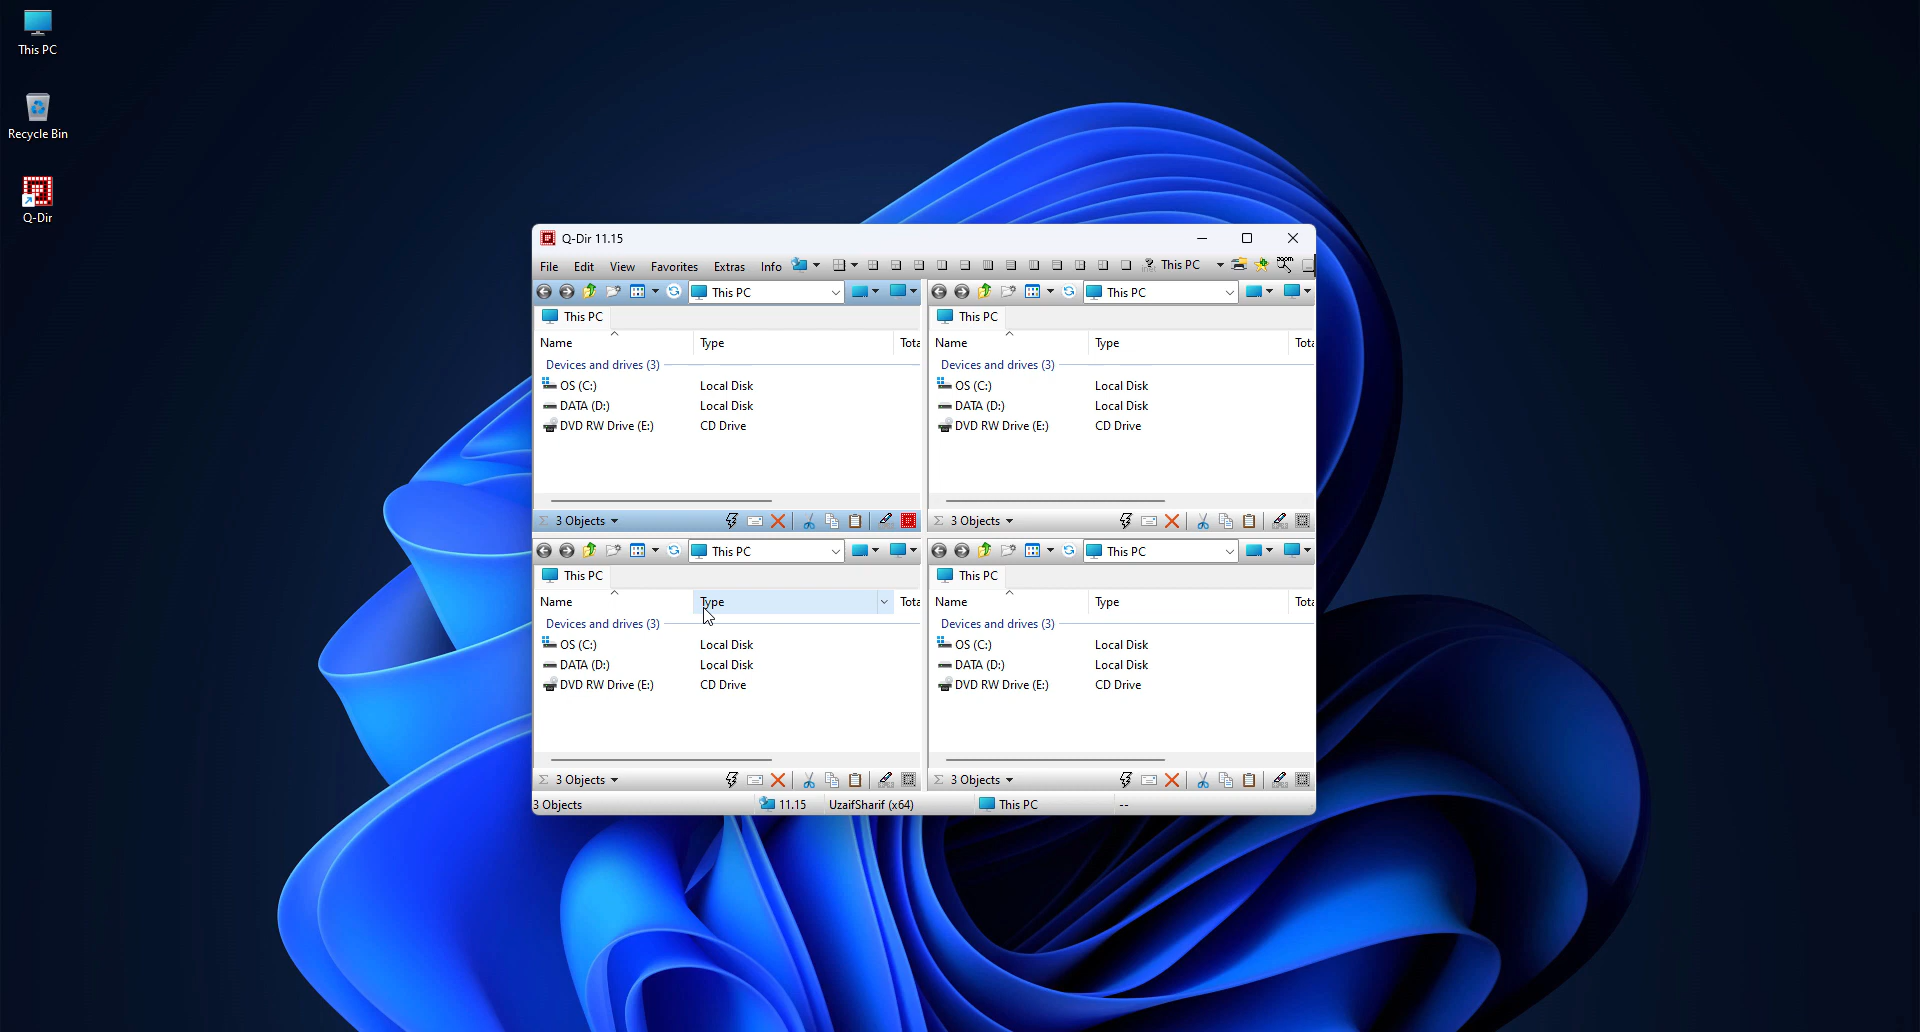 This PC
Recycle Bin
Q-Dir
Q-Dir 11.15
File Edit View Favorites Extras Info This PC
This PC
This PC
Name Type Tota
Devices and drives (3)
OS (C:) Local Disk
DATA (D:) Local Disk
DVD RW Drive (E:) CD Drive
3 Objects
This PC
This PC
Name Type Tota
Devices and drives (3)
OS (C:) Local Disk
DATA (D:) Local Disk
DVD RW Drive (E:) CD Drive
3 Objects
This PC
This PC
Name Type Tota
Devices and drives (3)
OS (C:) Local Disk
DATA (D:) Local Disk
DVD RW Drive (E:) CD Drive
3 Objects
This PC
This PC
Name Type Tota
Devices and drives (3)
OS (C:) Local Disk
DATA (D:) Local Disk
DVD RW Drive (E:) CD Drive
3 Objects
3 Objects 11.15 UzaifSharif (x64) This PC --